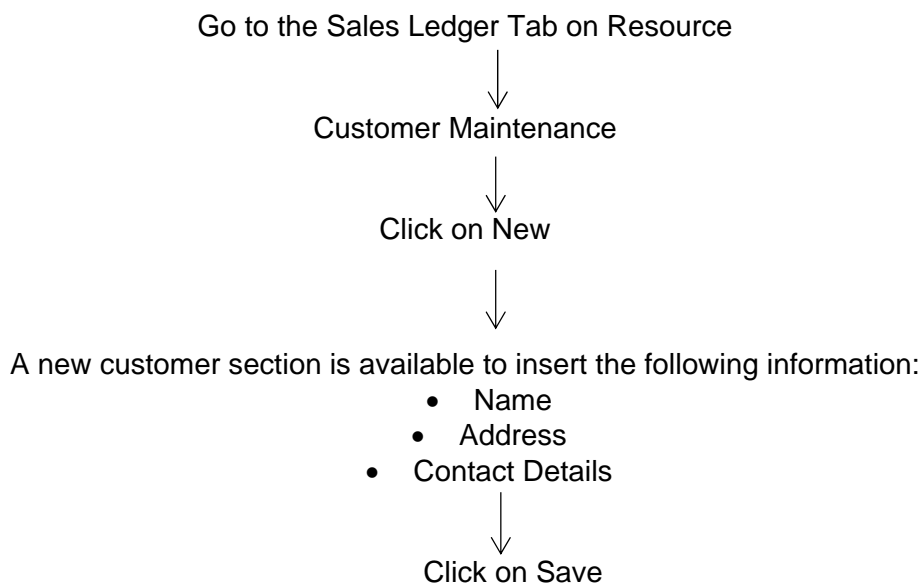 Go to the Sales Ledger Tab on Resource
Customer Maintenance
Click on New
A new customer section is available to insert the following information:
• Name
• Address
• Contact Details
Click on Save